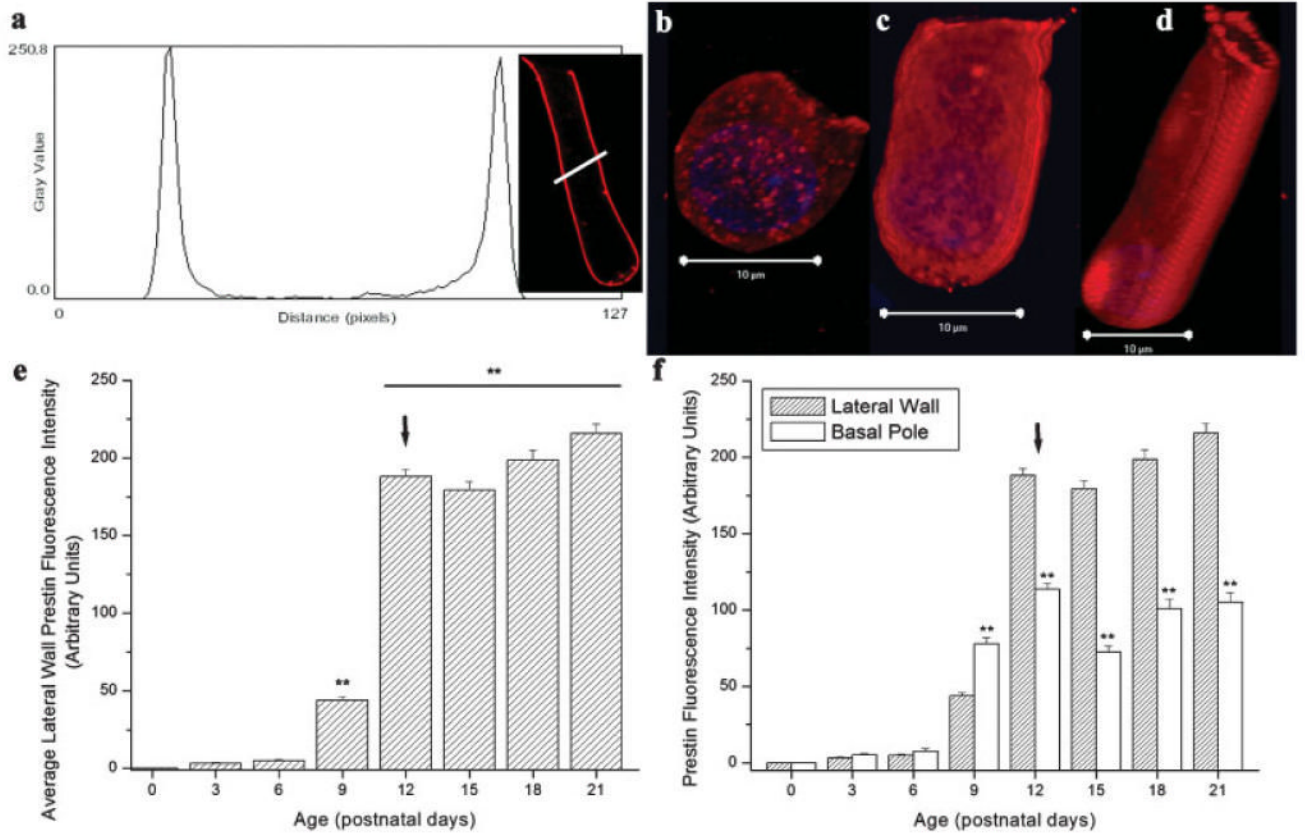 a
250.8
Gray Value
0.0
0
Distance (pixels)
127
b
10 µm
c
10 µm
d
10 µm
e
Average Lateral Wall Prestin Fluorescence Intensity
(Arbitrary Units)
250
200
150
100
50
0
**
**
0 3 6 9 12 15 18 21
Age (postnatal days)
f
Prestin Fluorescence Intensity (Arbitrary Units)
250
200
150
100
50
0
Lateral Wall
Basal Pole
**
**
**
**
**
0 3 6 9 12 15 18 21
Age (postnatal days)